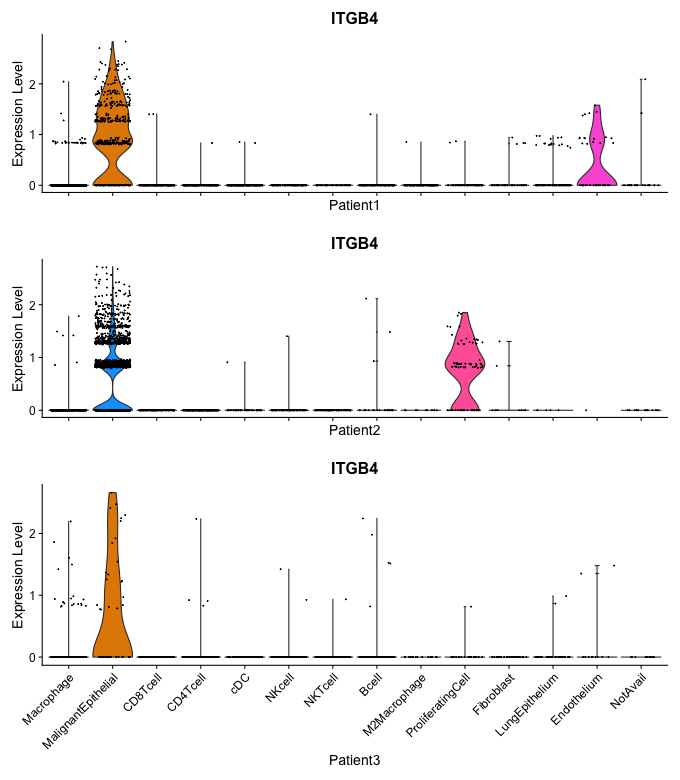 ITGB4
Expression Level
2
1
0
Patient1
ITGB4
Expression Level
2
1
0
Patient2
ITGB4
Expression Level
2
1
0
Macrophage
MalignantEpithelial
CD8Tcell
CD4Tcell
cDC
NKcell
NKTcell
Bcell
M2Macrophage
ProliferatingCell
Fibroblast
LungEpithelium
Endothelium
NotAvail
Patient3